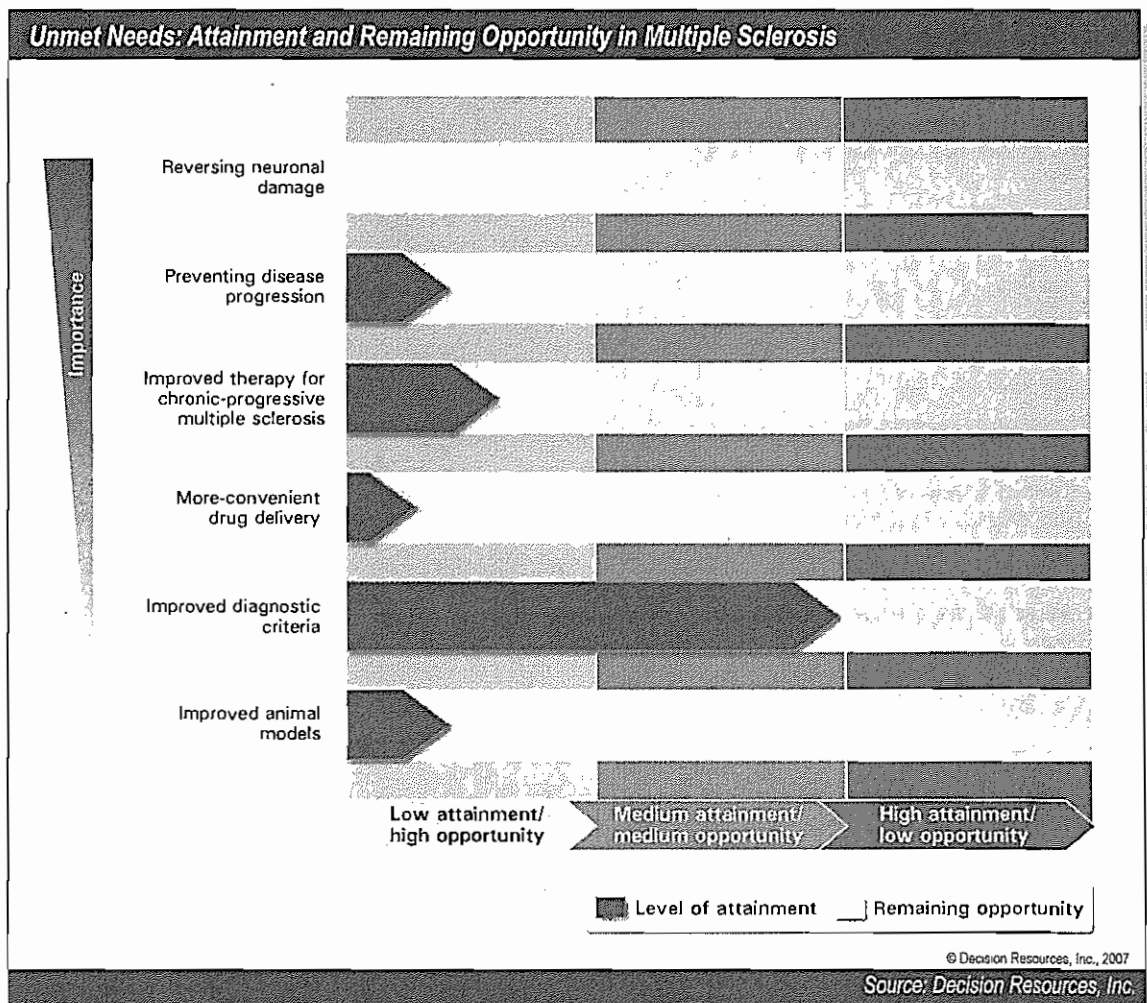 Unmet Needs: Attainment and Remaining Opportunity in Multiple Sclerosis
Importance
Reversing neuronal
damage
Preventing disease
progression
Improved therapy for
chronic-progressive
multiple sclerosis
More-convenient
drug delivery
Improved diagnostic
criteria
Improved animal
models
Low attainment/
high opportunity
Medium attainment/
medium opportunity
High attainment/
low opportunity
Level of attainment
Remaining opportunity
© Decision Resources, Inc., 2007
Source: Decision Resources, Inc.